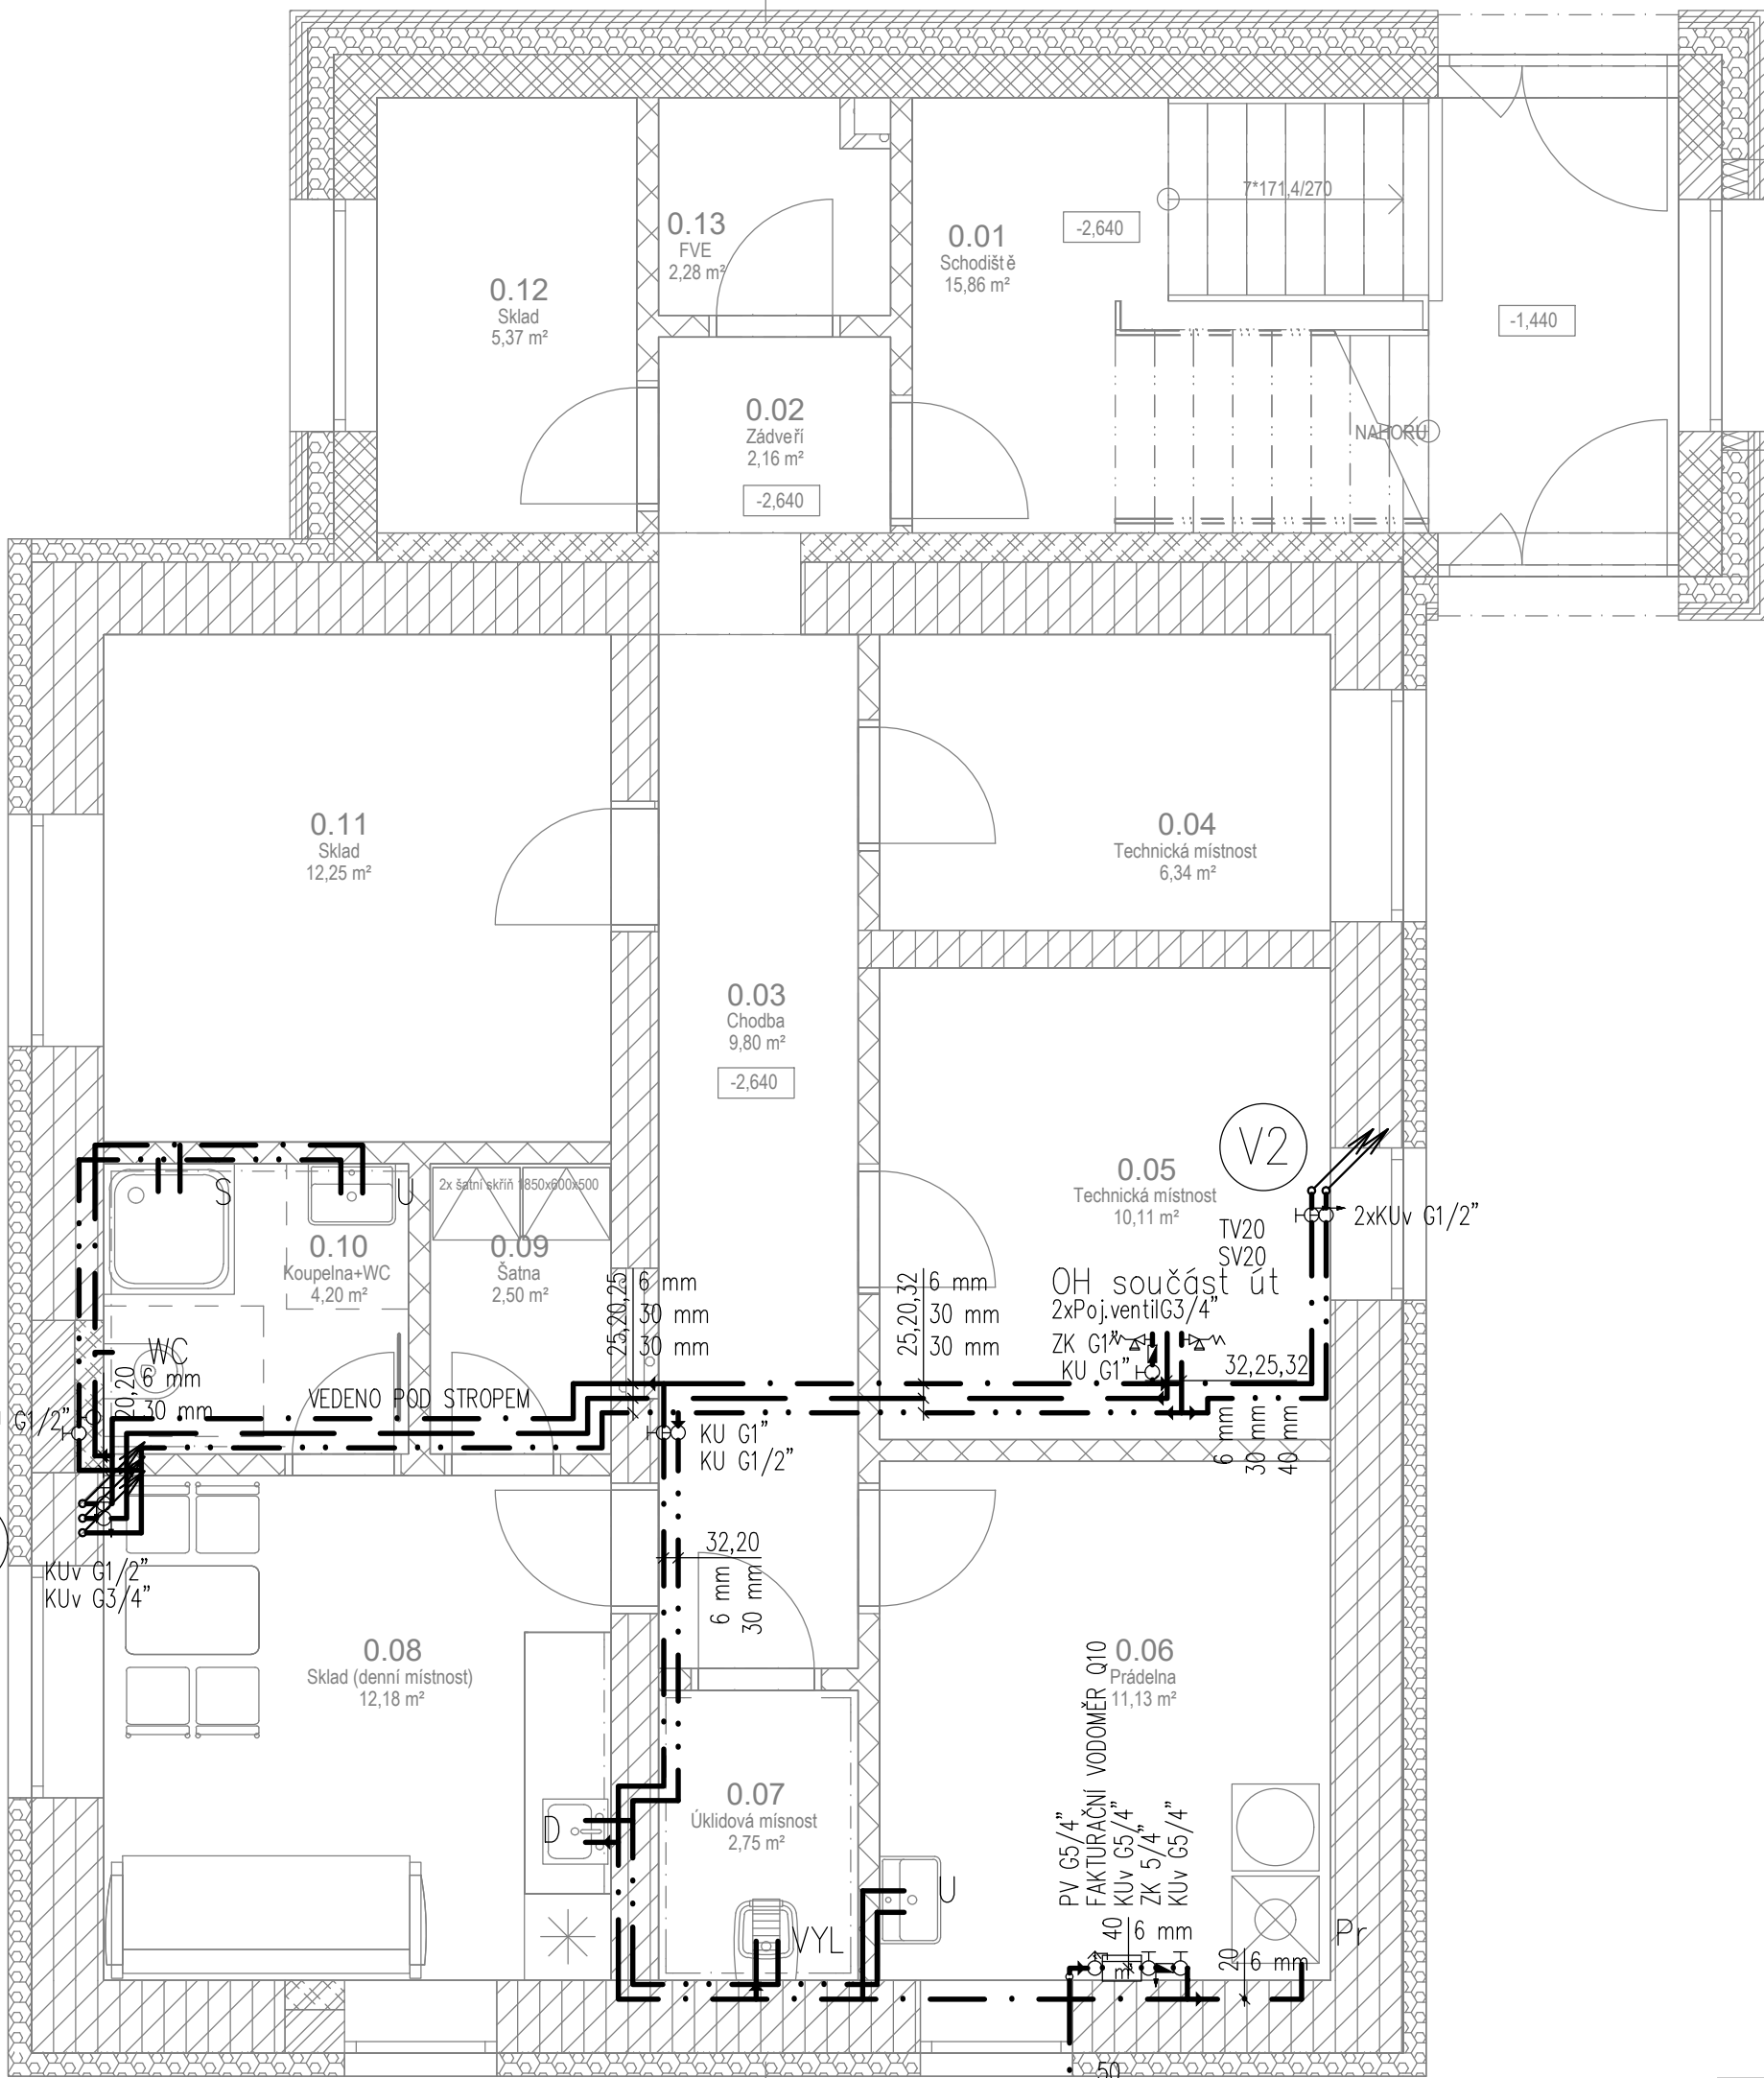 7*171,4/270
0.13
FVE
2,28 m²
0.01
Schodiště
15,86 m²
-2,640
0.12
Sklad
5,37 m²
-1,440
0.02
Zádveří
2,16 m²
-2,640
NAHORU
0.11
Sklad
12,25 m²
0.04
Technická místnost
6,34 m²
0.03
Chodba
9,80 m²
-2,640
V2
0.05
Technická místnost
10,11 m²
S
U
2x šatní skříň 1850x600x500
2xKUv G1/2"
TV20
SV20
0.10
Koupelna+WC
4,20 m²
0.09
Šatna
2,50 m²
25,20,25
6 mm
30 mm
30 mm
25,20,32
6 mm
30 mm
30 mm
OH součást út
2xPoj.ventilG3/4"
ZK G1"
KU G1"
32,25,32
6 mm
30 mm
40 mm
WC
20,20
6 mm
30 mm
VEDENO POD STROPEM
G1/2"
KU G1"
KU G1/2"
KUv G1/2"
KUv G3/4"
32,20
6 mm
30 mm
0.08
Sklad (denní místnost)
12,18 m²
0.06
Prádelna
11,13 m²
PV G5/4"
FAKTURAČNÍ VODOMĚR Q10
KUv G5/4"
ZK 5/4"
KUv G5/4"
0.07
Úklidová mísnost
2,75 m²
D
U
VYL
40
6 mm
m
20
6 mm
Pr
50